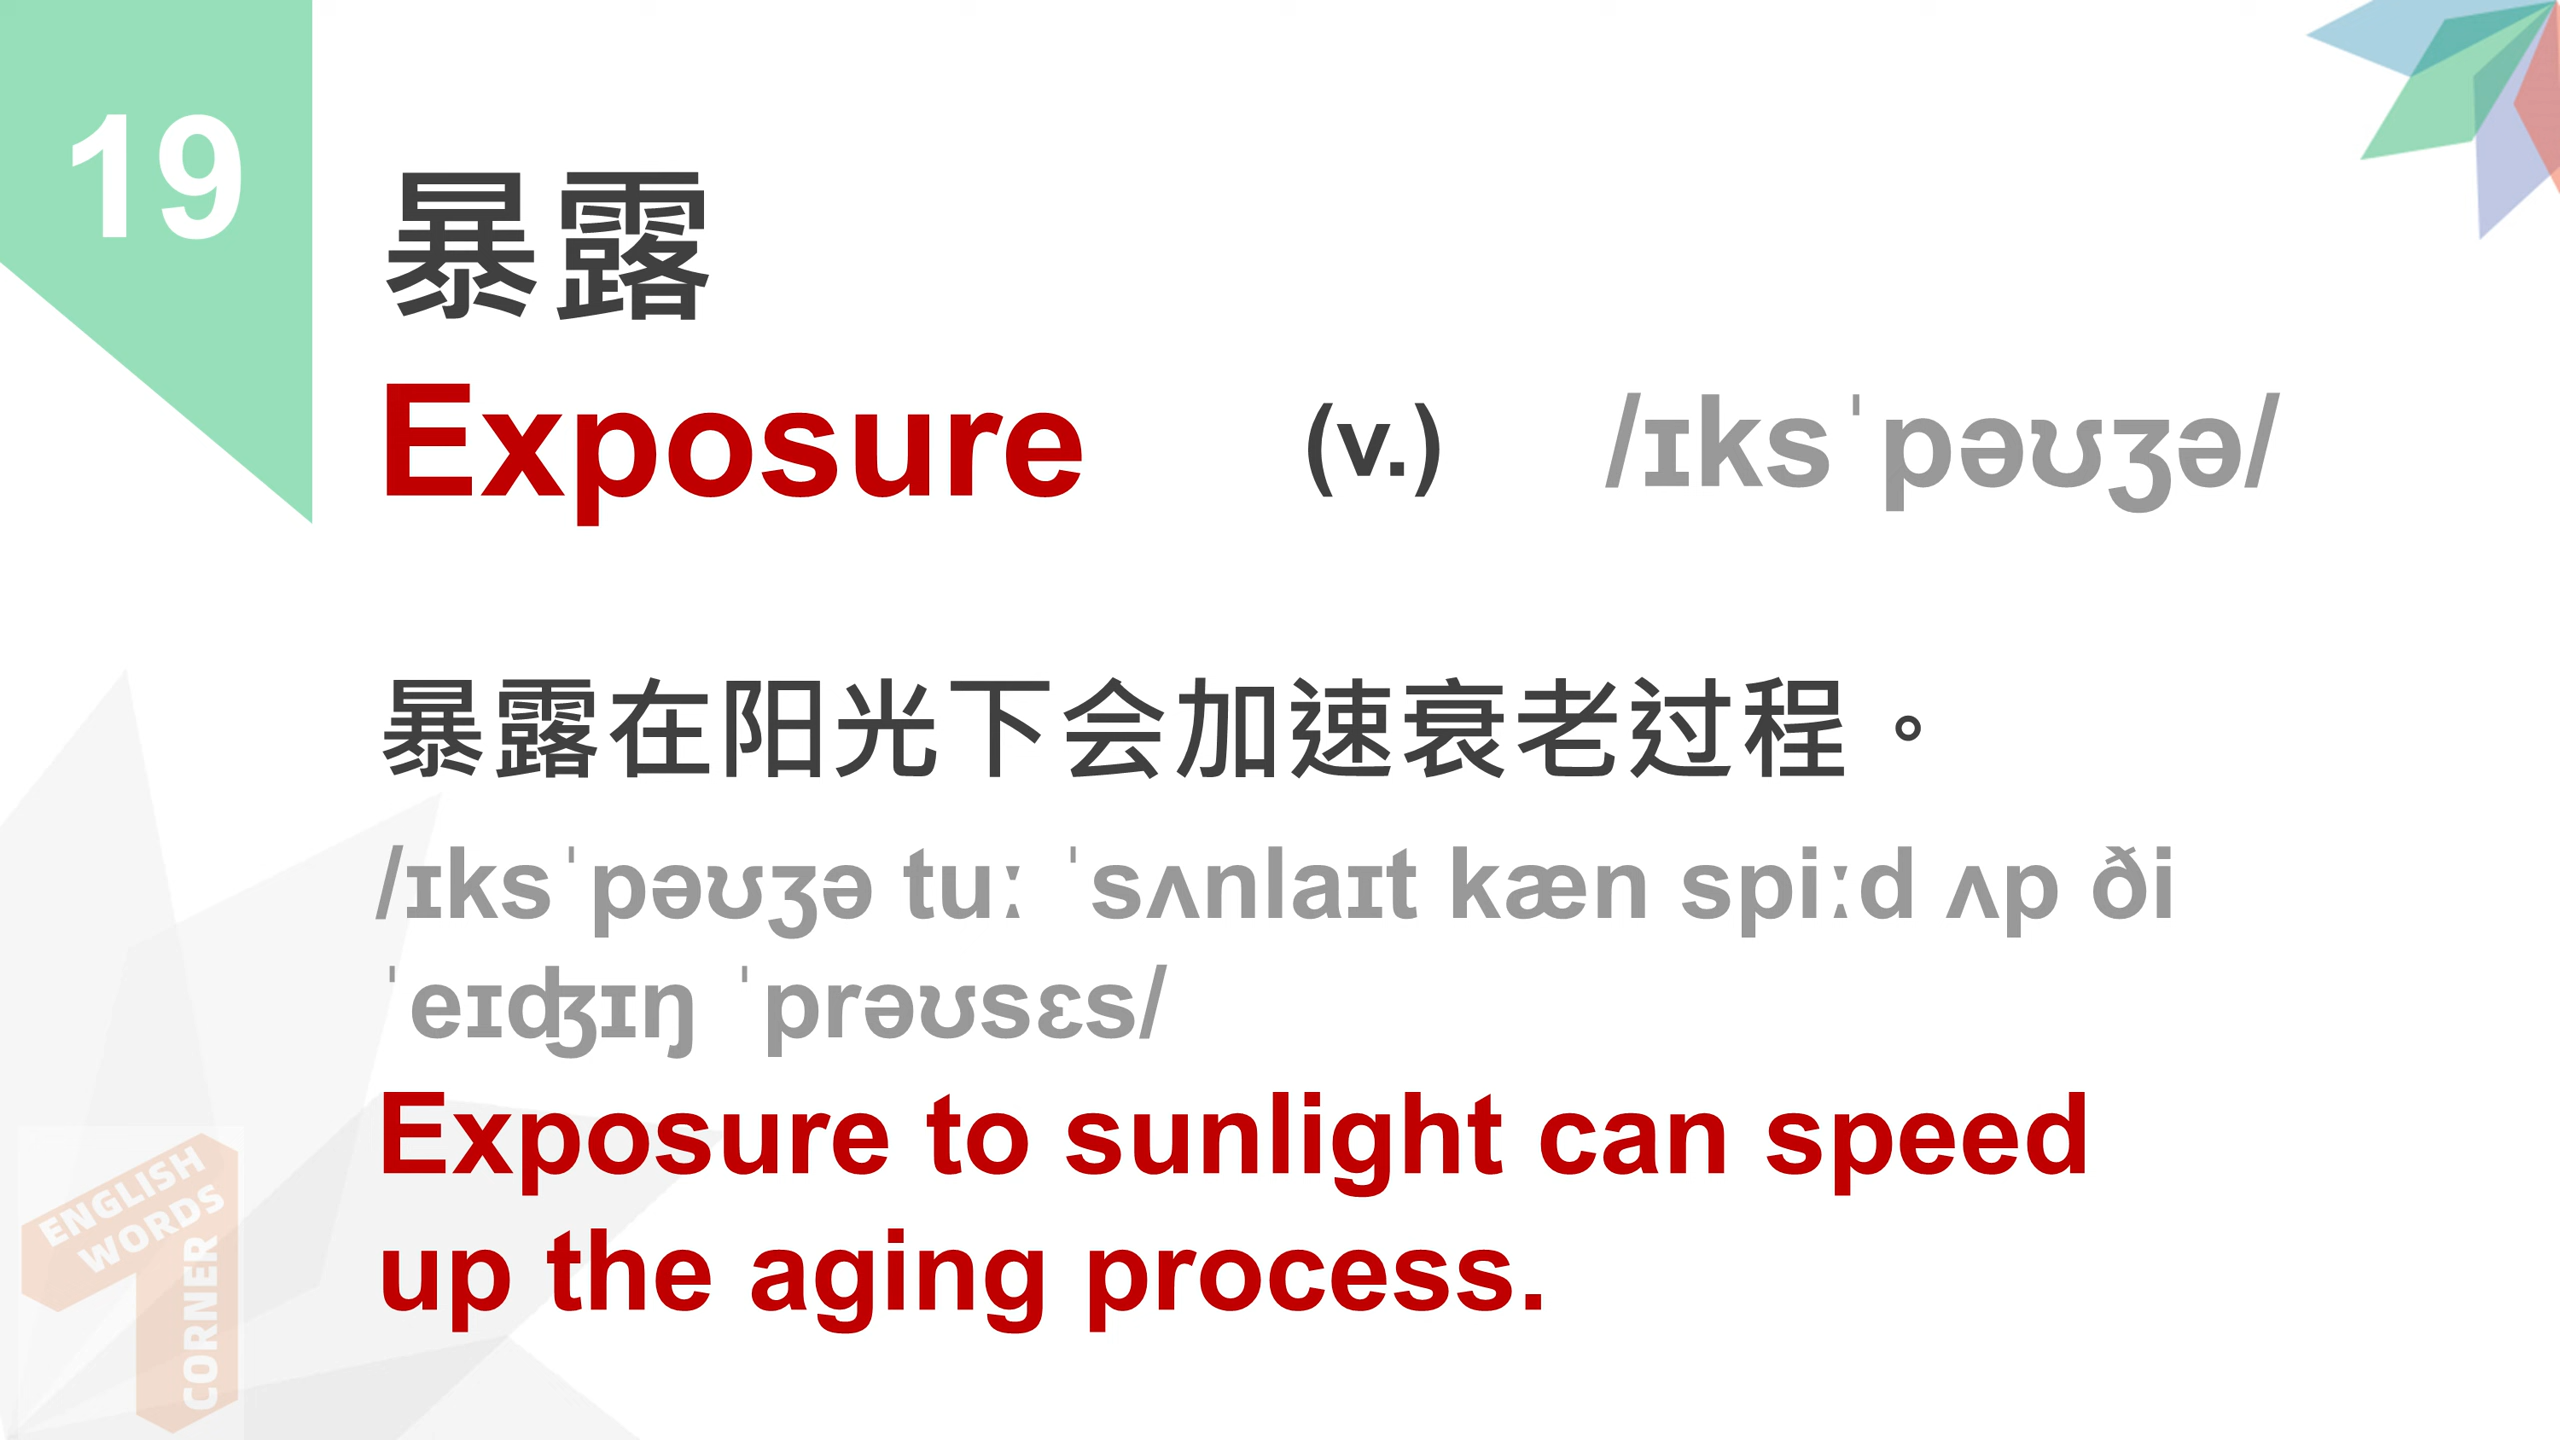 19
暴露
Exposure (v.) /ɪksˈpəʊʒə/
暴露在阳光下会加速衰老过程。
/ɪksˈpəʊʒə tuː ˈsʌnlaɪt kæn spiːd ʌp ði
ˈeɪʤɪŋ ˈprəʊsɛs/
Exposure to sunlight can speed
up the aging process.
ENGLISH
WORDS
CORNER